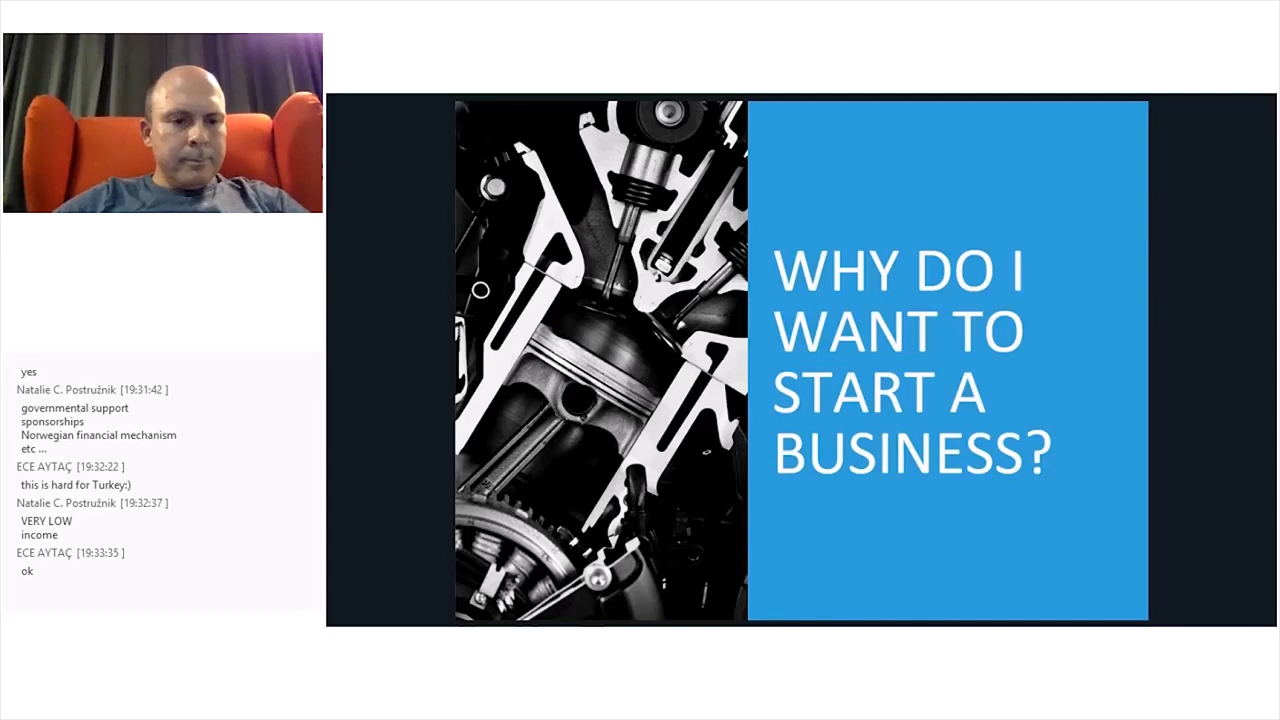 yes
Natalie C. Postružnik [19:31:42 ]
governmental support
sponsorships
Norwegian financial mechanism
etc ...
ECE AYTAÇ [19:32:22 ]
this is hard for Turkey:)
Natalie C. Postružnik [19:32:37 ]
VERY LOW
income
ECE AYTAÇ [19:33:35 ]
ok
WHY DO I
WANT TO
START A
BUSINESS?